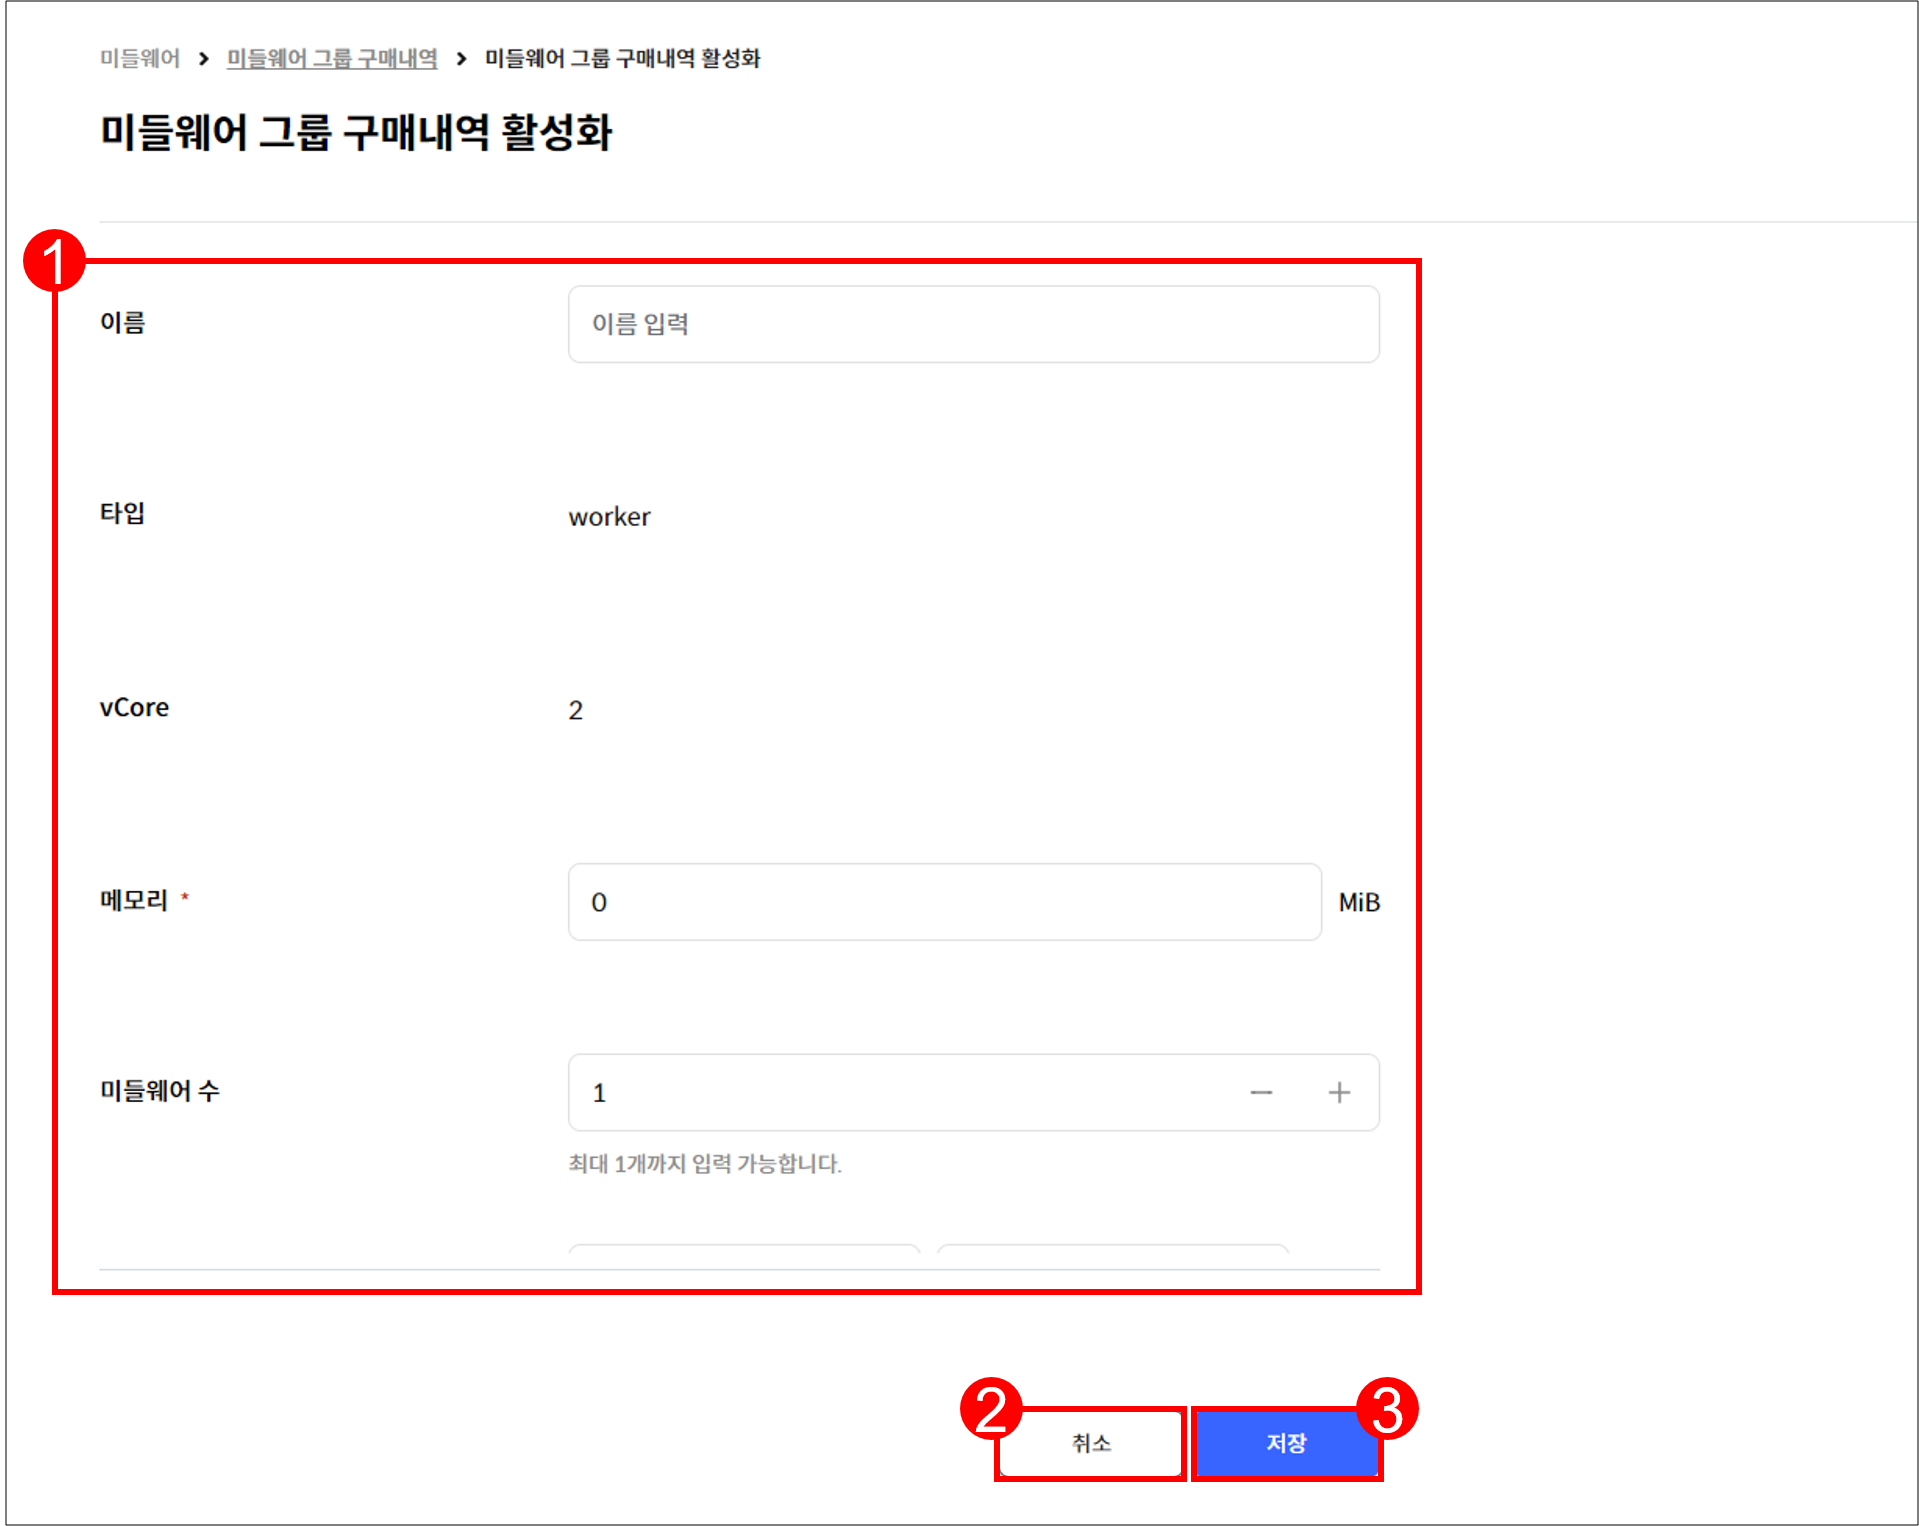 미들웨어 > 미들웨어 그룹 구매내역 > 미들웨어 그룹 구매내역 활성화
미들웨어 그룹 구매내역 활성화
1
이름 이름 입력
타입 worker
vCore 2
메모리 * 0 MiB
미들웨어 수 1 − +
최대 1개까지 입력 가능합니다.
2 3
취소 저장